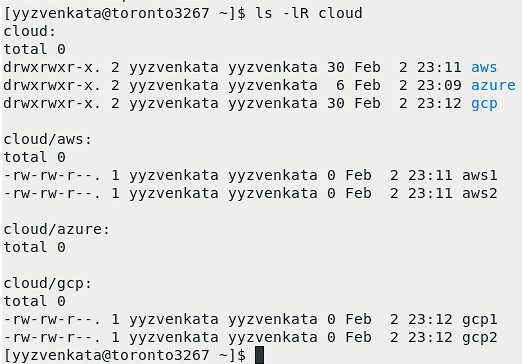 [yyzvenkata@toronto3267 ~]$ ls -lR cloud
cloud:
total 0
drwxrwxr-x. 2 yyzvenkata yyzvenkata 30 Feb  2 23:11 aws
drwxrwxr-x. 2 yyzvenkata yyzvenkata  6 Feb  2 23:09 azure
drwxrwxr-x. 2 yyzvenkata yyzvenkata 30 Feb  2 23:12 gcp

cloud/aws:
total 0
-rw-rw-r--. 1 yyzvenkata yyzvenkata 0 Feb  2 23:11 aws1
-rw-rw-r--. 1 yyzvenkata yyzvenkata 0 Feb  2 23:11 aws2

cloud/azure:
total 0

cloud/gcp:
total 0
-rw-rw-r--. 1 yyzvenkata yyzvenkata 0 Feb  2 23:12 gcp1
-rw-rw-r--. 1 yyzvenkata yyzvenkata 0 Feb  2 23:12 gcp2
[yyzvenkata@toronto3267 ~]$